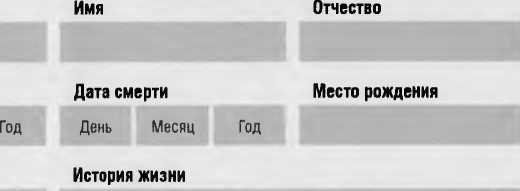 Имя Отчество
Дата смерти Место рождения
Год День Месяц Год
История жизни